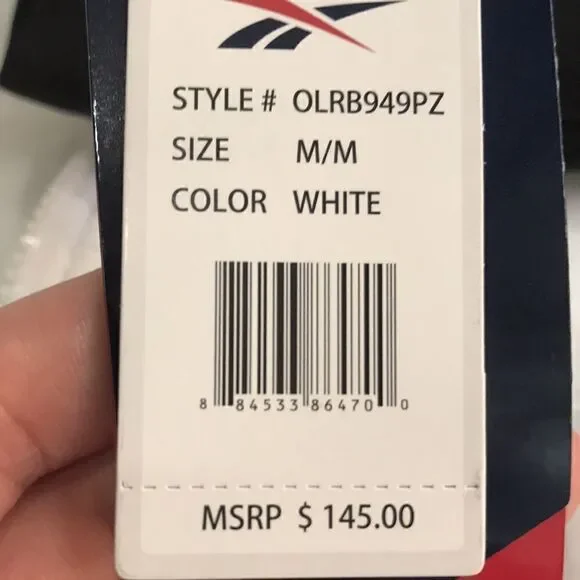 STYLE # OLRB949PZ
SIZE M/M
COLOR WHITE
8 84533 86470 0
MSRP $ 145.00